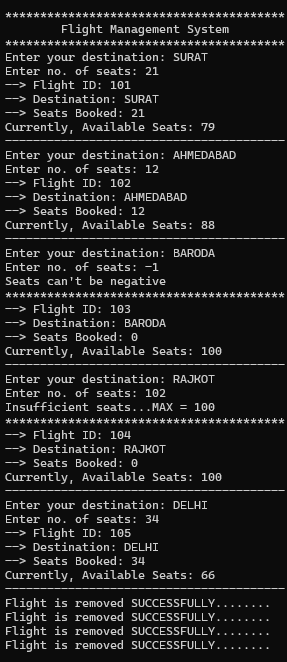 ****************************************
Flight Management System
****************************************
Enter your destination: SURAT
Enter no. of seats: 21
--> Flight ID: 101
--> Destination: SURAT
--> Seats Booked: 21
Currently, Available Seats: 79
----------------------------------------
Enter your destination: AHMEDABAD
Enter no. of seats: 12
--> Flight ID: 102
--> Destination: AHMEDABAD
--> Seats Booked: 12
Currently, Available Seats: 88
----------------------------------------
Enter your destination: BARODA
Enter no. of seats: -1
Seats can't be negative
****************************************
--> Flight ID: 103
--> Destination: BARODA
--> Seats Booked: 0
Currently, Available Seats: 100
----------------------------------------
Enter your destination: RAJKOT
Enter no. of seats: 102
Insufficient seats...MAX = 100
****************************************
--> Flight ID: 104
--> Destination: RAJKOT
--> Seats Booked: 0
Currently, Available Seats: 100
----------------------------------------
Enter your destination: DELHI
Enter no. of seats: 34
--> Flight ID: 105
--> Destination: DELHI
--> Seats Booked: 34
Currently, Available Seats: 66
----------------------------------------
Flight is removed SUCCESSFULLY........
Flight is removed SUCCESSFULLY........
Flight is removed SUCCESSFULLY........
Flight is removed SUCCESSFULLY........